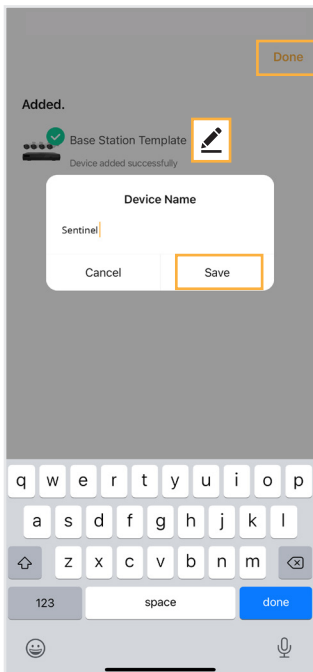 Done
Added.
Base Station Template
Device added successfully
Device Name
Sentinel
Cancel Save
q w e r t y u i o p
a s d f g h j k l
z x c v b n m
123 space done